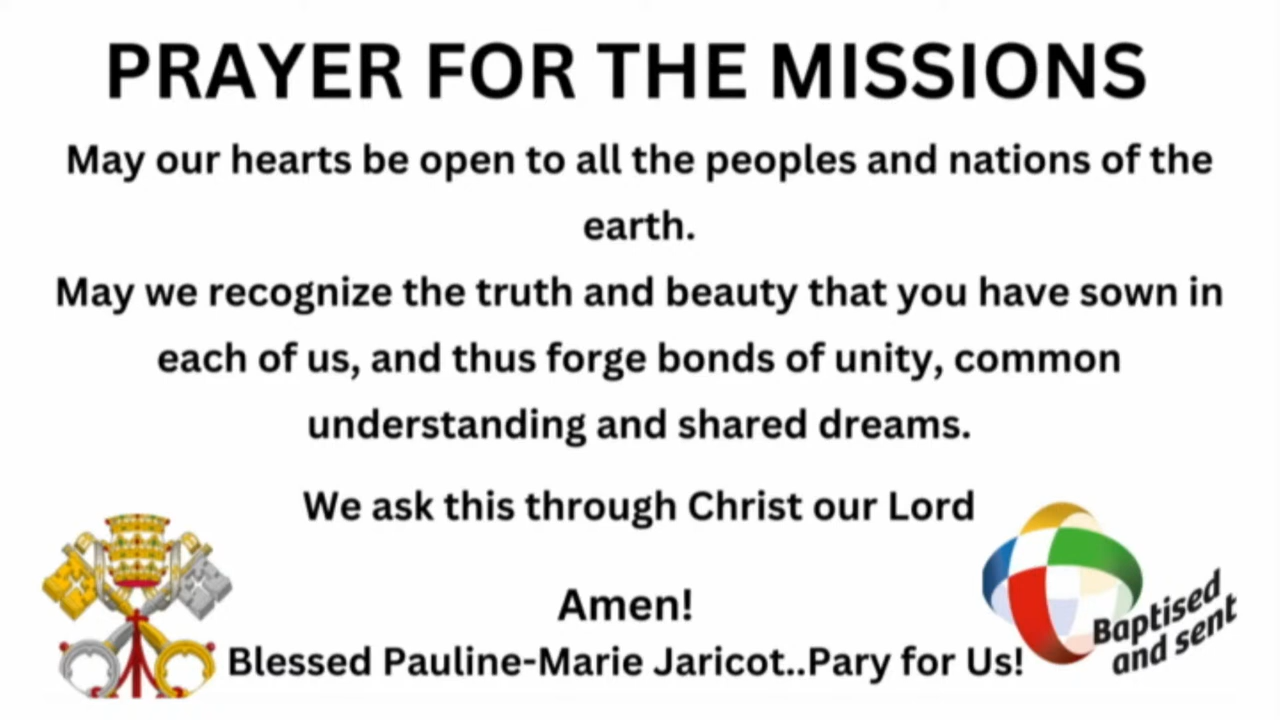 PRAYER FOR THE MISSIONS
May our hearts be open to all the peoples and nations of the
earth.
May we recognize the truth and beauty that you have sown in
each of us, and thus forge bonds of unity, common
understanding and shared dreams.
We ask this through Christ our Lord
Amen!
Blessed Pauline-Marie Jaricot..Pary for Us!
Baptised
and sent